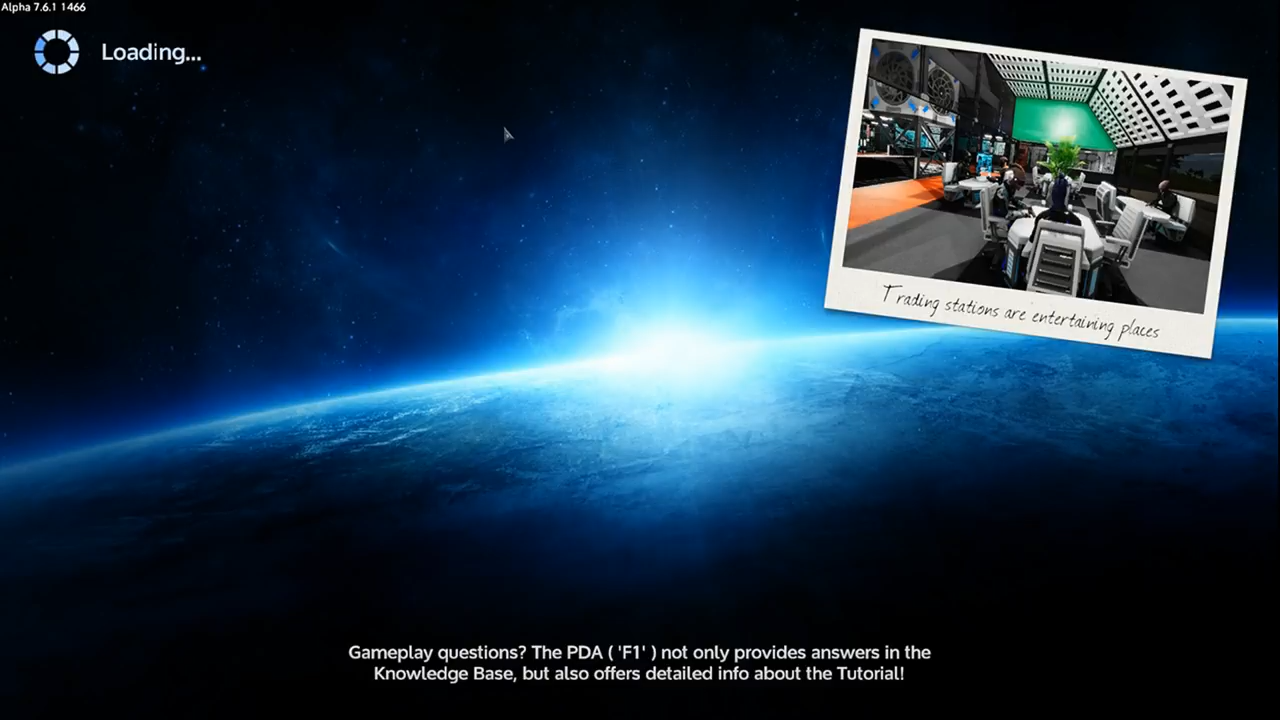 Alpha 7.6.1 1466
Loading...
Trading stations are entertaining places
Gameplay questions? The PDA ( 'F1' ) not only provides answers in the
Knowledge Base, but also offers detailed info about the Tutorial!